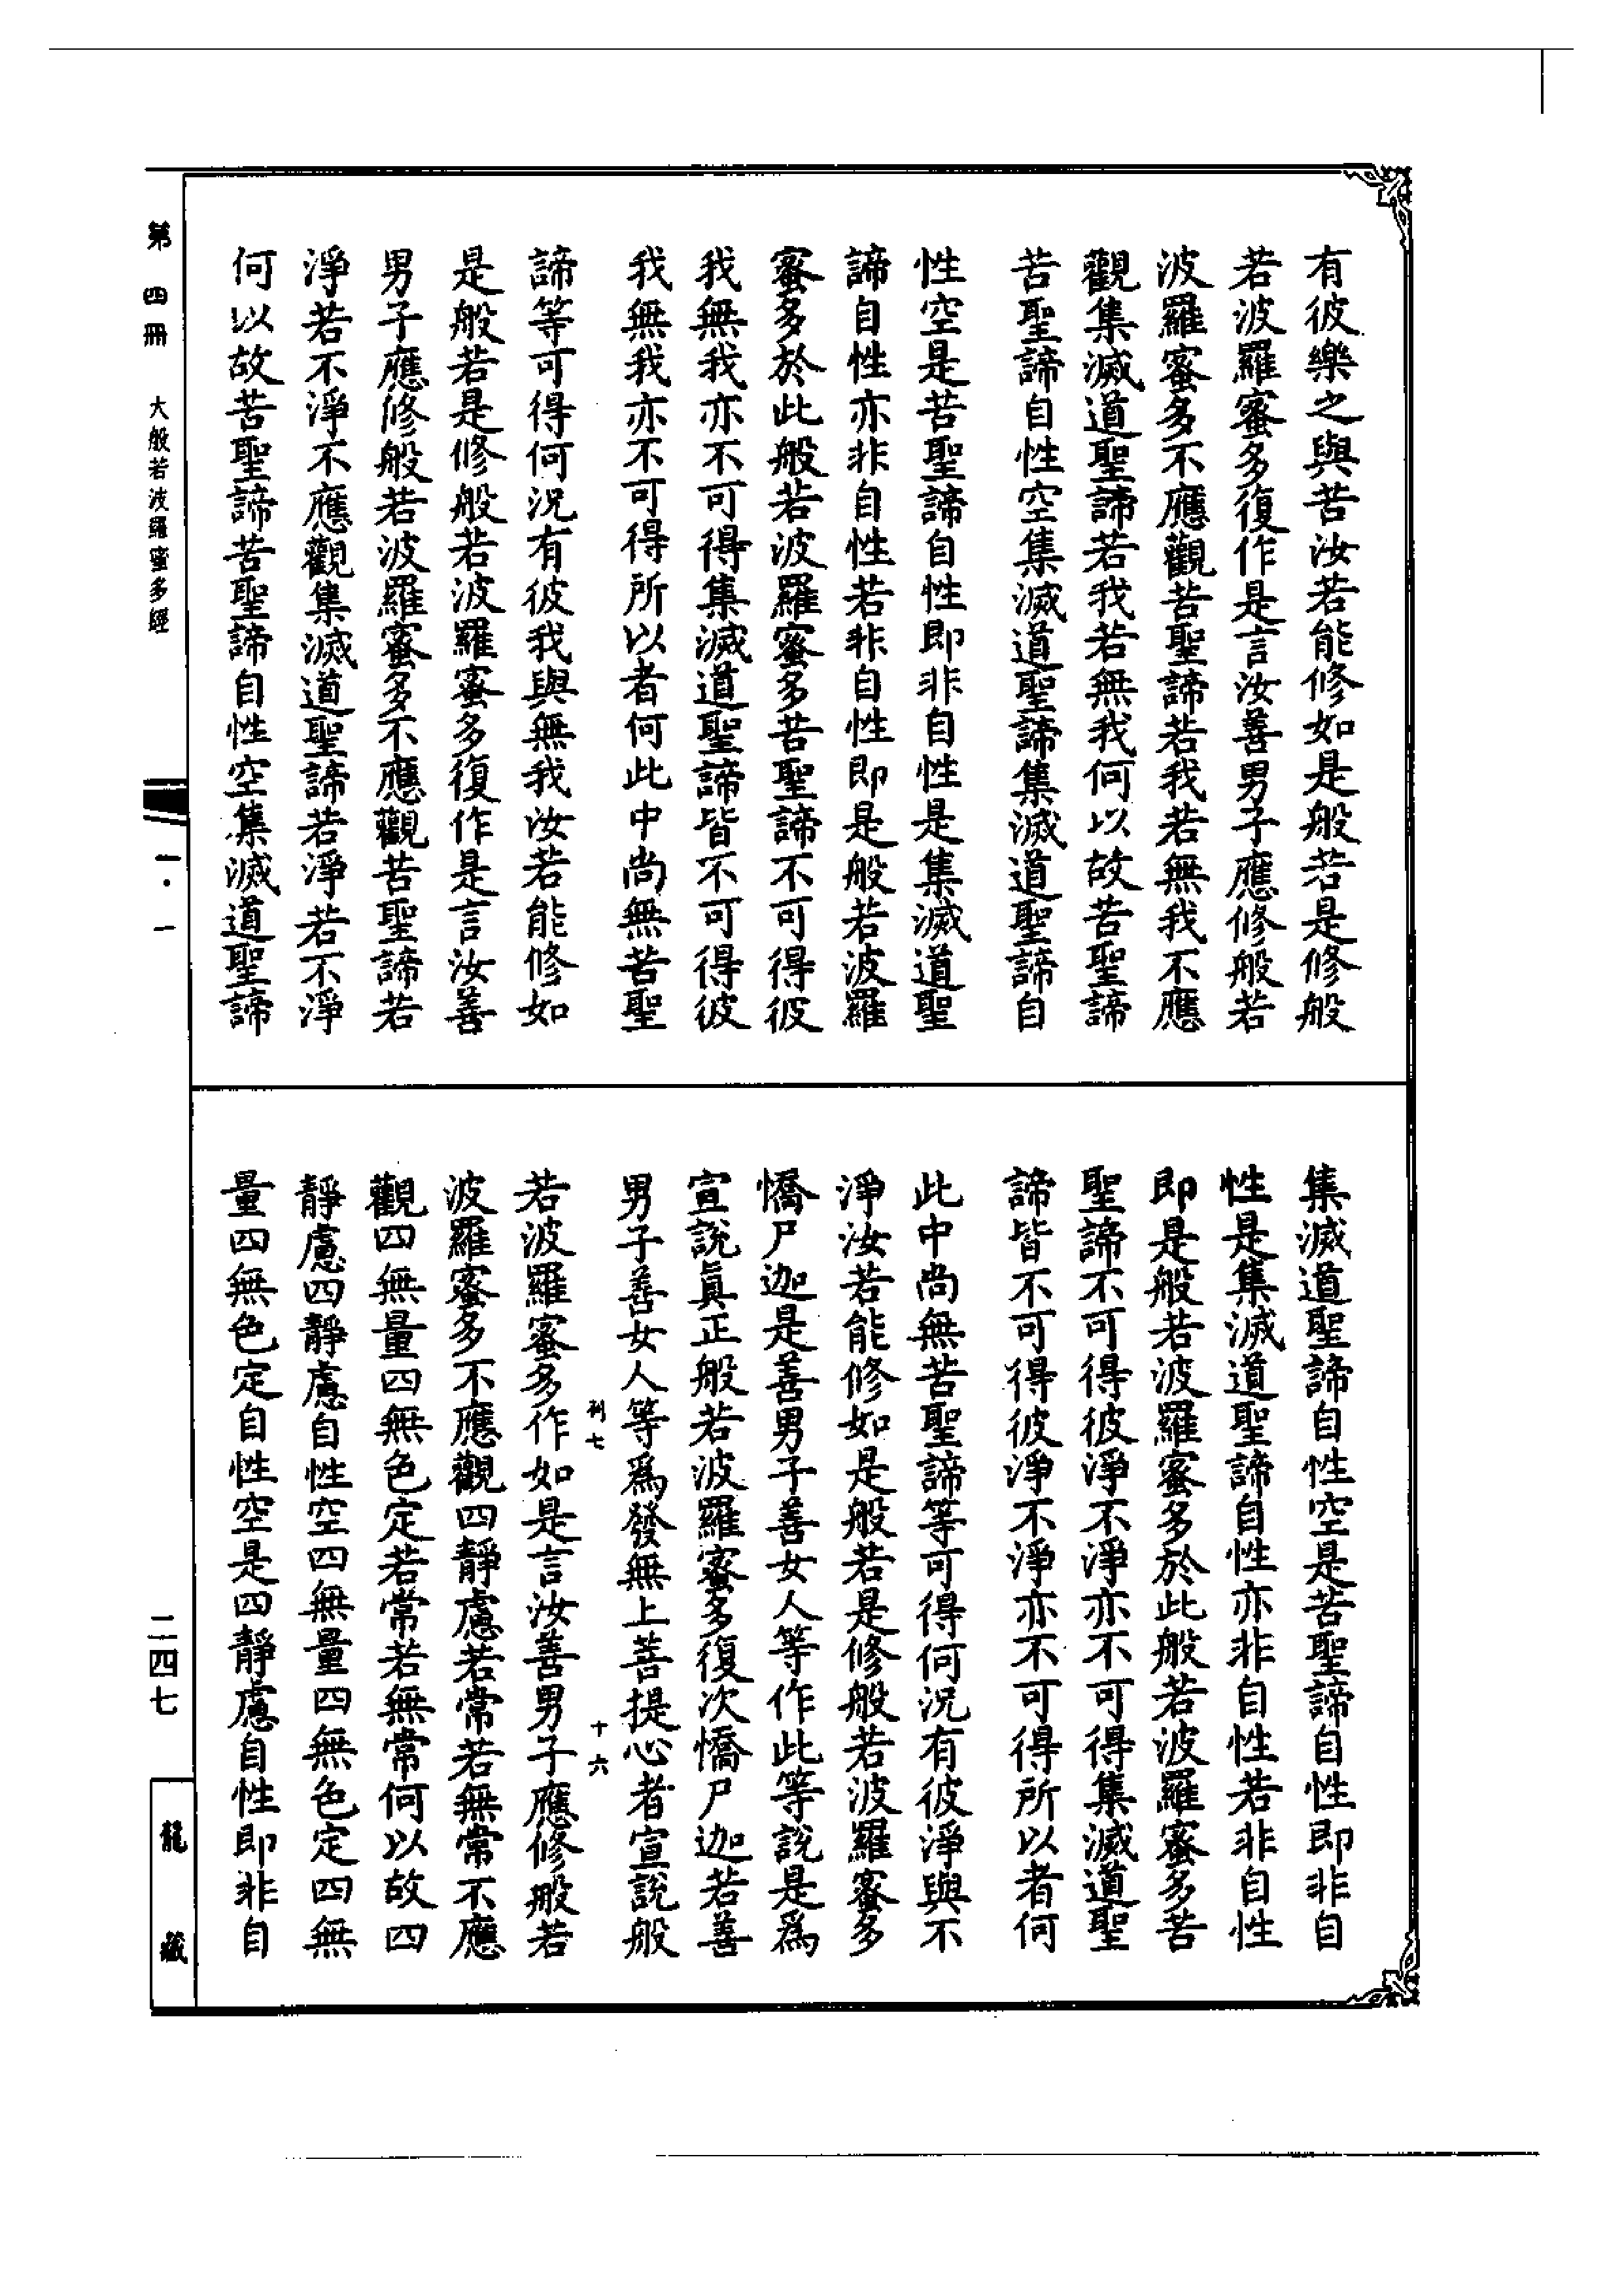 有彼樂之與苦汝若能修如是般若是修般
若波羅蜜多復作是言汝善男子應修般若
波羅蜜多不應觀苦聖諦若我若無我不應
觀集滅道聖諦若我若無我何以故苦聖諦
苦聖諦自性空集滅道聖諦集滅道聖諦自
性空是苦聖諦自性即非自性是集滅道聖
諦自性亦非自性若非自性即是般若波羅
蜜多於此般若波羅蜜多苦聖諦不可得彼
我無我亦不可得集滅道聖諦皆不可得彼
我無我亦不可得所以者何此中尚無苦聖
諦等可得何況有彼我與無我汝若能修如
是般若是修般若波羅蜜多復作是言汝善
男子應修般若波羅蜜多不應觀苦聖諦若
淨若不淨不應觀集滅道聖諦若淨若不淨
何以故苦聖諦苦聖諦自性空集滅道聖諦
集滅道聖諦自性空是苦聖諦自性即非自
性是集滅道聖諦自性亦非自性若非自性
即是般若波羅蜜多於此般若波羅蜜多苦
聖諦不可得彼淨不淨亦不可得集滅道聖
諦皆不可得彼淨不淨亦不可得所以者何
此中尚無苦聖諦等可得何況有彼淨與不
淨汝若能修如是般若是修般若波羅蜜多
憍尸迦是善男子善女人等作此等說是爲
宣說眞正般若波羅蜜多復次憍尸迦若善
男子善女人等爲發無上菩提心者宣說般
十六
若波羅蜜多作如是言汝善男子應修般若
波羅蜜多不應觀四靜慮若常若無常不應
觀四無量四無色定若常若無常何以故四
靜慮四靜慮自性空四無量四無色定四無
量四無色定自性空是四靜慮自性即非自
第四冊
大般若波羅蜜多經
一·一
二四七
龍藏